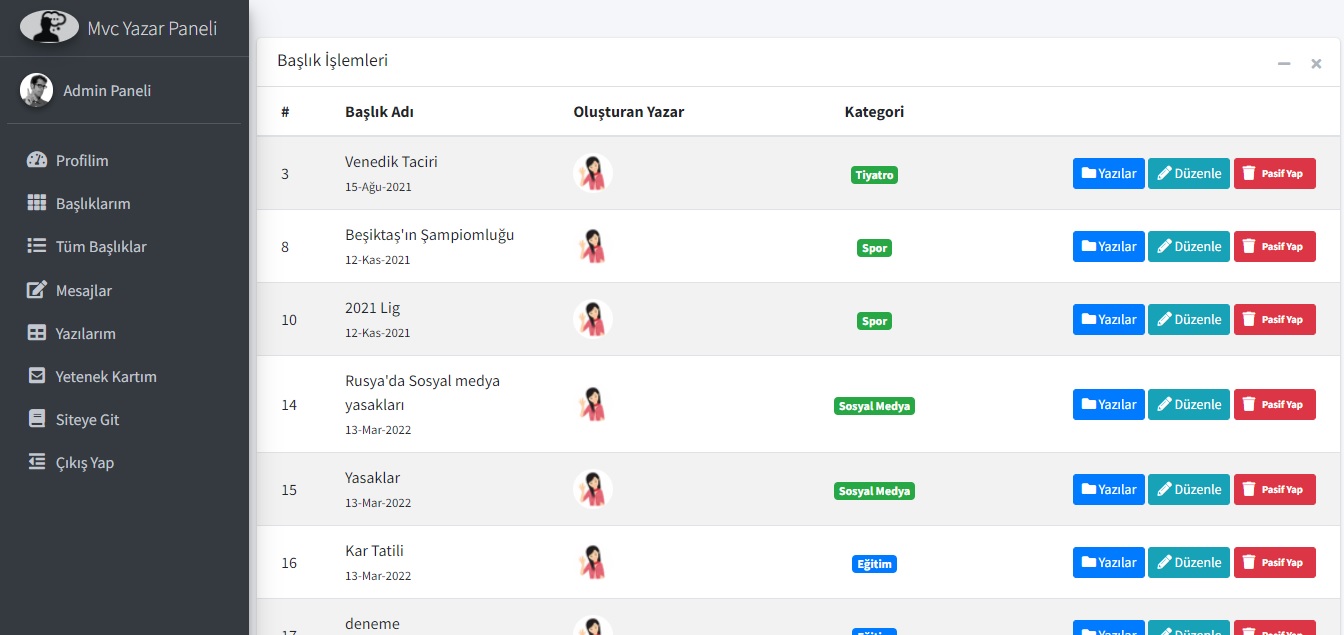 Mvc Yazar Paneli
Admin Paneli
Profilim
Başlıklarım
Tüm Başlıklar
Mesajlar
Yazılarım
Yetenek Kartım
Siteye Git
Çıkış Yap
Başlık İşlemleri
# Başlık Adı Oluşturan Yazar Kategori
3 Venedik Taciri Tiyatro Yazılar Düzenle Pasif Yap
15-Ağu-2021
8 Beşiktaş'ın Şampiomluğu Spor Yazılar Düzenle Pasif Yap
12-Kas-2021
10 2021 Lig Spor Yazılar Düzenle Pasif Yap
12-Kas-2021
14 Rusya'da Sosyal medya Sosyal Medya Yazılar Düzenle Pasif Yap
yasakları
13-Mar-2022
15 Yasaklar Sosyal Medya Yazılar Düzenle Pasif Yap
13-Mar-2022
16 Kar Tatili Eğitim Yazılar Düzenle Pasif Yap
13-Mar-2022
17 deneme Eğitim Yazılar Düzenle Pasif Yap